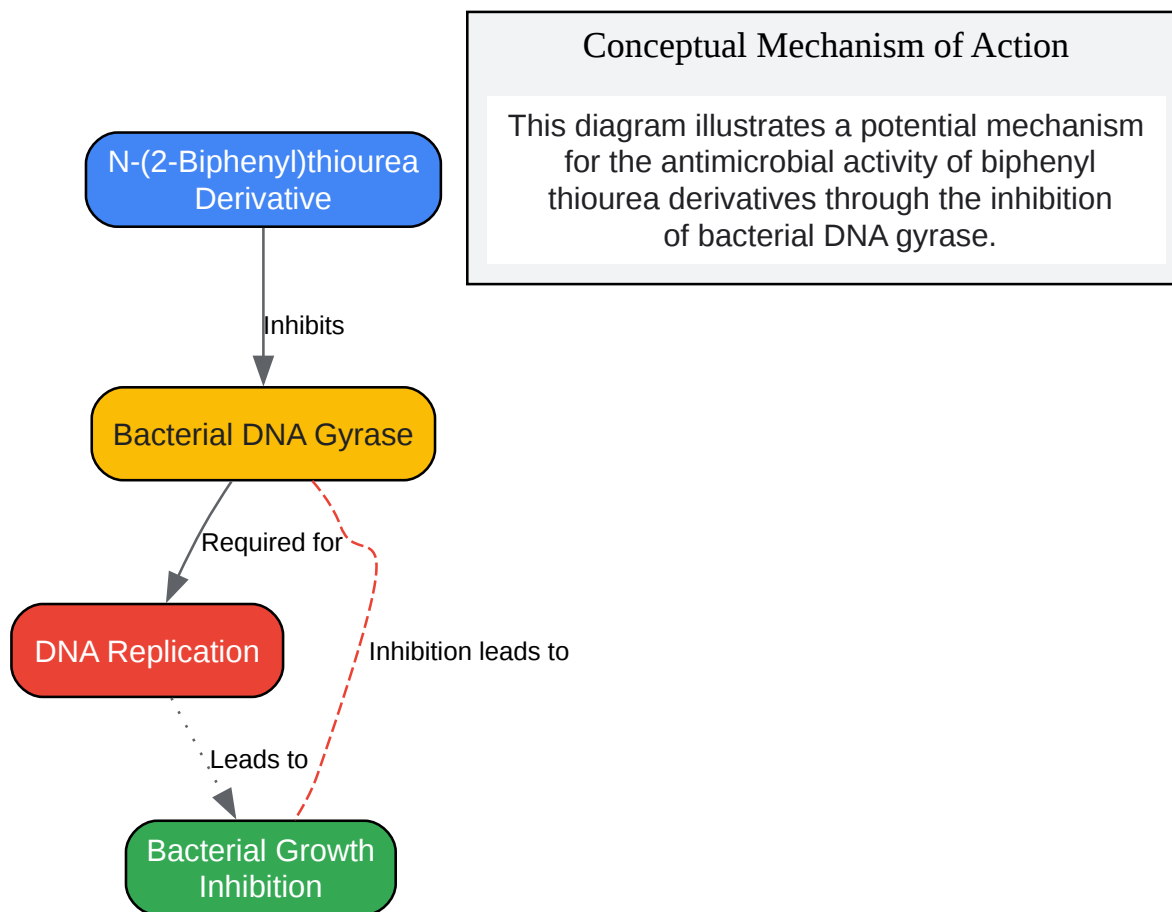 Conceptual Mechanism of Action
This diagram illustrates a potential mechanism
for the antimicrobial activity of biphenyl
thiourea derivatives through the inhibition
of bacterial DNA gyrase.
N-(2-Biphenyl)thiourea
Derivative
Inhibits
Bacterial DNA Gyrase
Required for
DNA Replication
Inhibition leads to
Leads to
Bacterial Growth
Inhibition